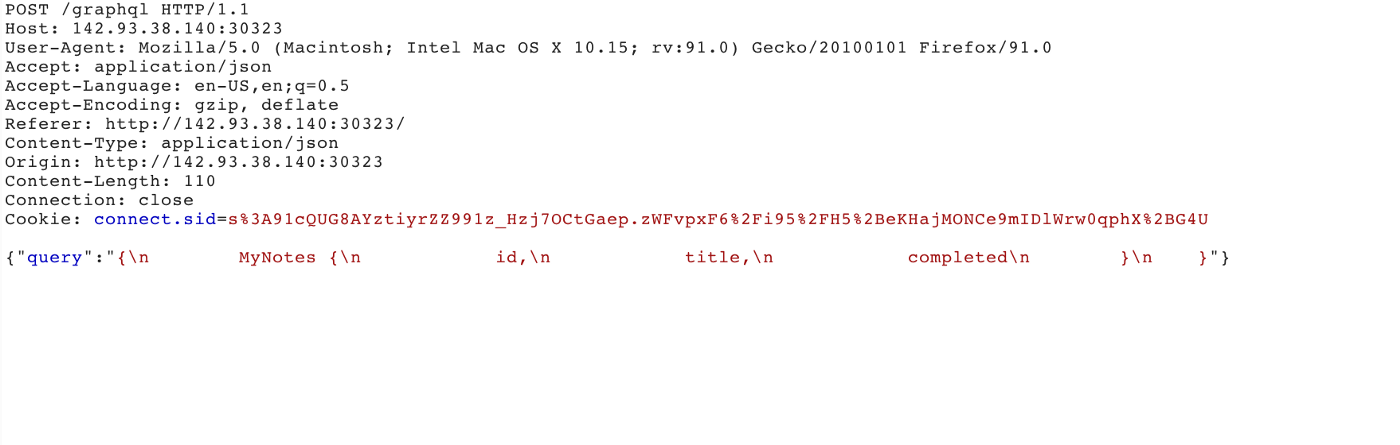 POST /graphql HTTP/1.1
Host: 142.93.38.140:30323
User-Agent: Mozilla/5.0 (Macintosh; Intel Mac OS X 10.15; rv:91.0) Gecko/20100101 Firefox/91.0
Accept: application/json
Accept-Language: en-US,en;q=0.5
Accept-Encoding: gzip, deflate
Referer: http://142.93.38.140:30323/
Content-Type: application/json
Origin: http://142.93.38.140:30323
Content-Length: 110
Connection: close
Cookie: connect.sid=s%3A91cQUG8AYztiyrZZ991z_Hzj7OCtGaep.zWFvpxF6%2Fi95%2FH5%2BeKHajMONCe9mIDlWrw0qphX%2BG4U
{"query":"{\n        MyNotes {\n            id,\n            title,\n            completed\n        }\n    }"}